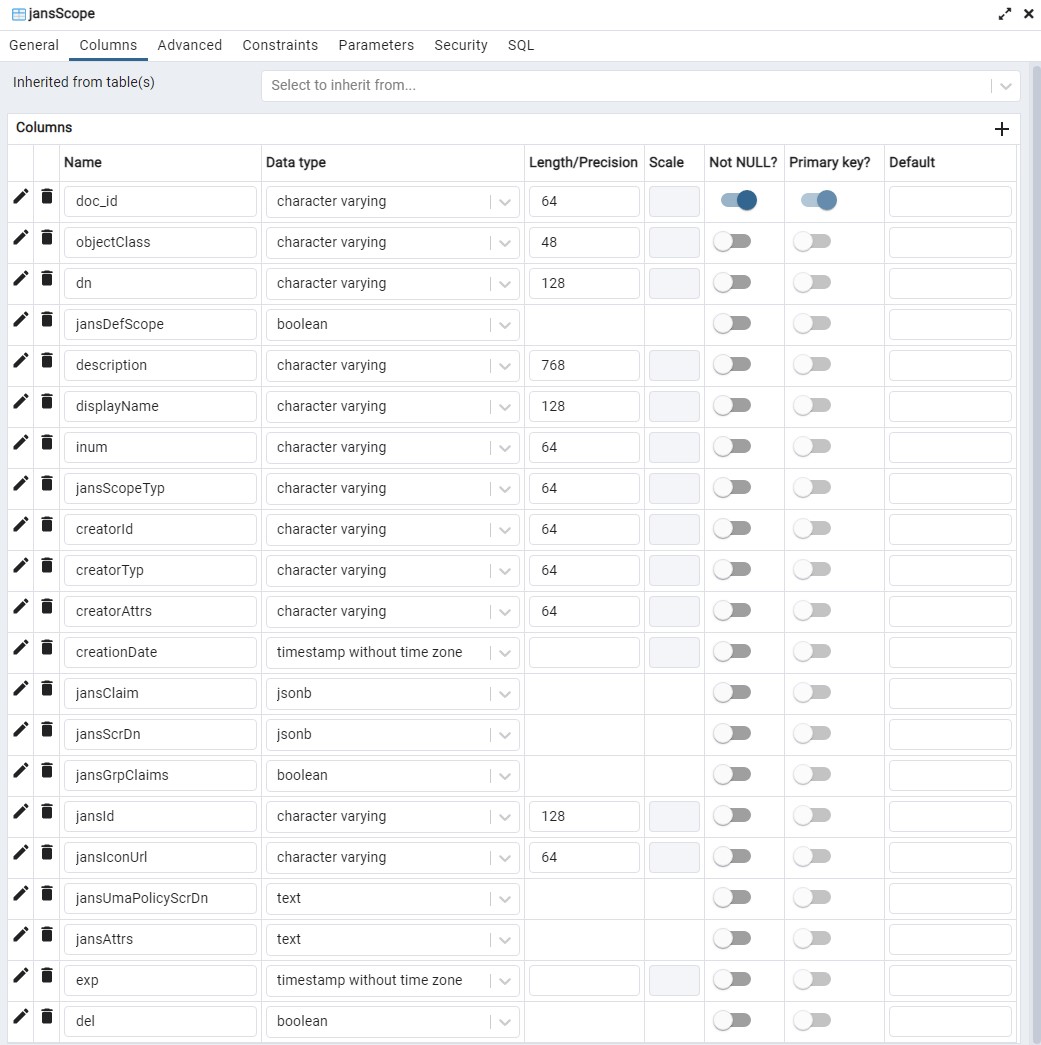 jansScope
General Columns Advanced Constraints Parameters Security SQL
Inherited from table(s) Select to inherit from...
Columns
Name Data type Length/Precision Scale Not NULL? Primary key? Default
doc_id character varying 64
objectClass character varying 48
dn character varying 128
jansDefScope boolean
description character varying 768
displayName character varying 128
inum character varying 64
jansScopeTyp character varying 64
creatorId character varying 64
creatorTyp character varying 64
creatorAttrs character varying 64
creationDate timestamp without time zone
jansClaim jsonb
jansScrDn jsonb
jansGrpClaims boolean
jansId character varying 128
jansIconUrl character varying 64
jansUmaPolicyScrDn text
jansAttrs text
exp timestamp without time zone
del boolean